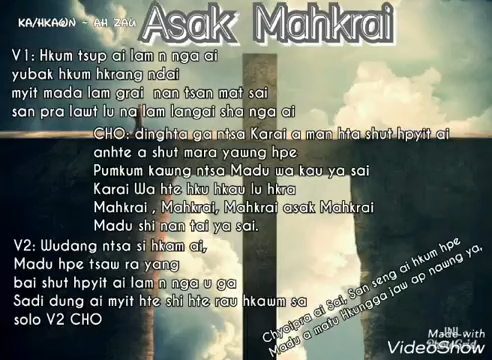 KA/HKAWN ~ AH ZAU
Asak Mahkrai
V1: Hkum tsup ai lam n nga ai
yubak hkum hkrang ndai
myit mada lam grai nan tsan mat sai
san pra lawt lu na lam langai sha nga ai
CHO: dinghta ga ntsa Karai a man hta shut hpyit ai
anhte a shut mara yawng hpe
Pumkum kawng ntsa Madu wa kau ya sai
Karai Wa hte hku hkau lu hkra
Mahkrai , Mahkrai, Mahkrai asak Mahkrai
Madu shi nan tai ya sai.
V2: Wudang ntsa si hkam ai,
Madu hpe tsaw ra yang
bai shut hpyit ai lam n nga u ga
Sadi dung ai myit hte shi hte rau hkawm sa
solo V2 CHO
Chyoipra ai Sai, San seng ai hkum hpe
Madu a matu Hkungga jaw ap nawng ya,
Made with
VideoShow